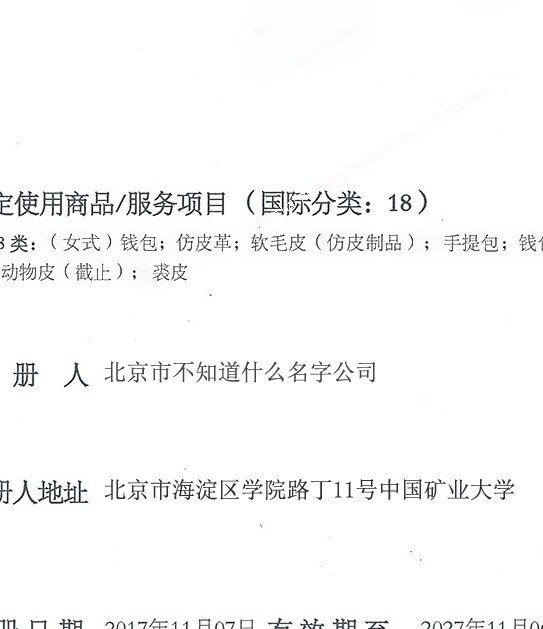 定使用商品/服务项目（国际分类：18）
8类：（女式）钱包；仿皮革；软毛皮（仿皮制品）；手提包；钱
动物皮（截止）；裘皮
册 人 北京市不知道什么名字公司
册人地址 北京市海淀区学院路丁11号中国矿业大学
册日期 2017年11月07日 有效期至 2027年11月06